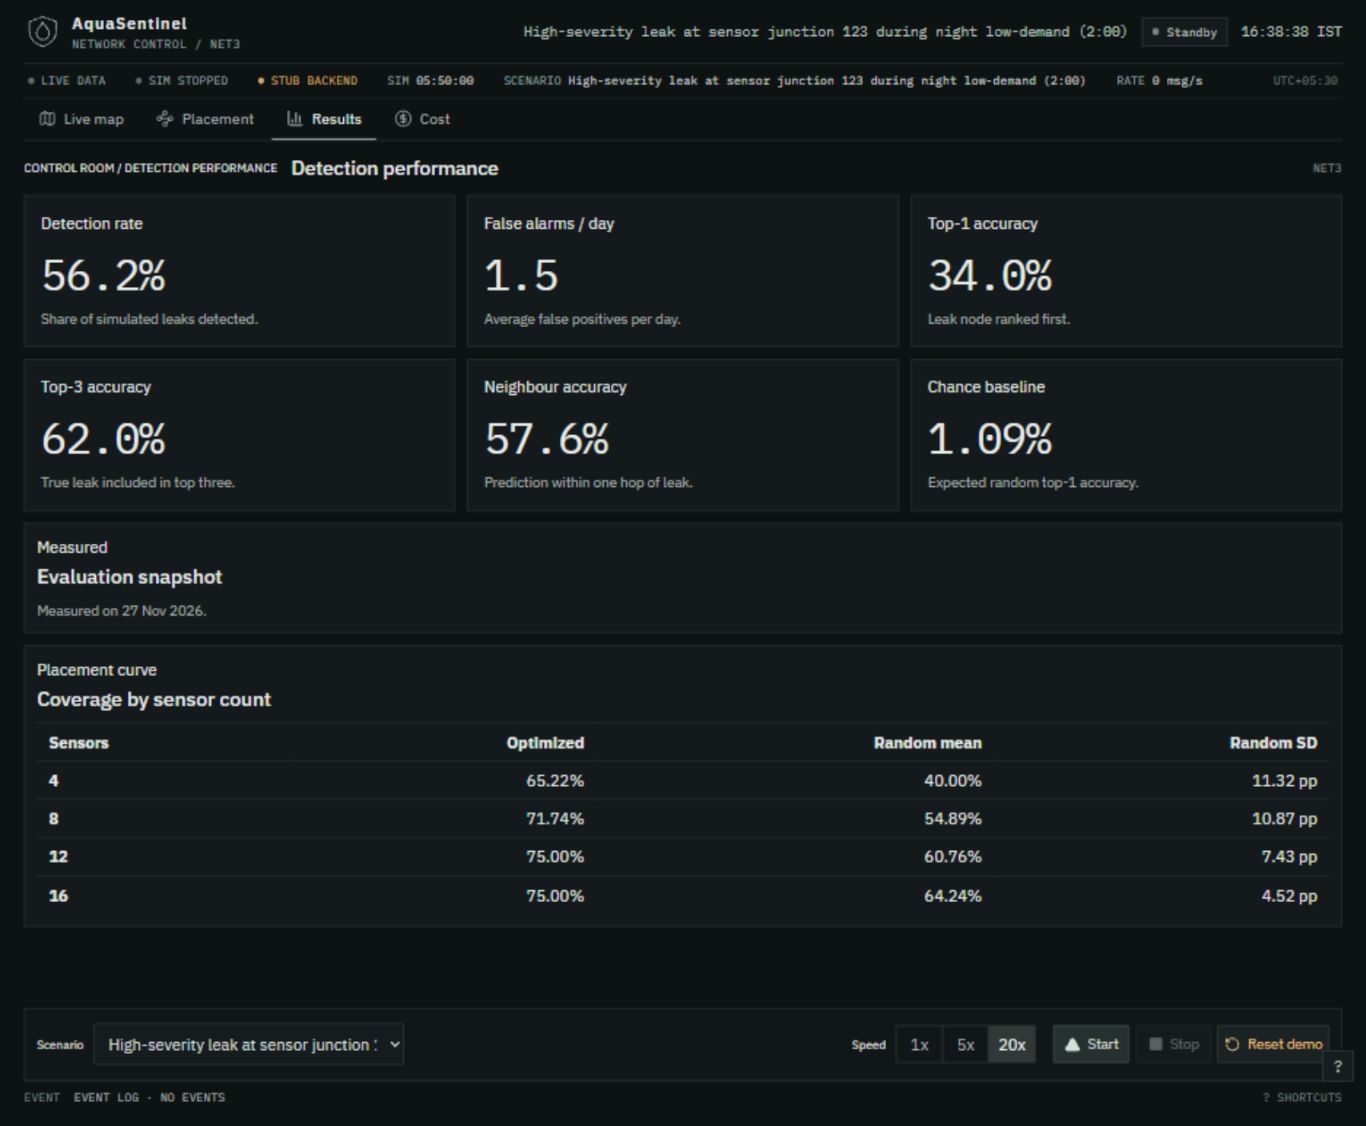 AquaSentinel
NETWORK CONTROL / NET3
High-severity leak at sensor junction 123 during night low-demand (2:00)
Standby
16:38:38 IST
LIVE DATA
SIM STOPPED
STUB BACKEND
SIM 05:50:00
SCENARIO High-severity leak at sensor junction 123 during night low-demand (2:00)
RATE 0 msg/s
UTC+05:30
Live map
Placement
Results
Cost
CONTROL ROOM / DETECTION PERFORMANCE
Detection performance
NET3
Detection rate
56.2%
Share of simulated leaks detected.
False alarms / day
1.5
Average false positives per day.
Top-1 accuracy
34.0%
Leak node ranked first.
Top-3 accuracy
62.0%
True leak included in top three.
Neighbour accuracy
57.6%
Prediction within one hop of leak.
Chance baseline
1.09%
Expected random top-1 accuracy.
Measured
Evaluation snapshot
Measured on 27 Nov 2026.
Placement curve
Coverage by sensor count
Sensors Optimized Random mean Random SD
4 65.22% 40.00% 11.32 pp
8 71.74% 54.89% 10.87 pp
12 75.00% 60.76% 7.43 pp
16 75.00% 64.24% 4.52 pp
Scenario
High-severity leak at sensor junction
Speed
1x
5x
20x
Start
Stop
Reset demo
?
EVENT EVENT LOG · NO EVENTS
? SHORTCUTS